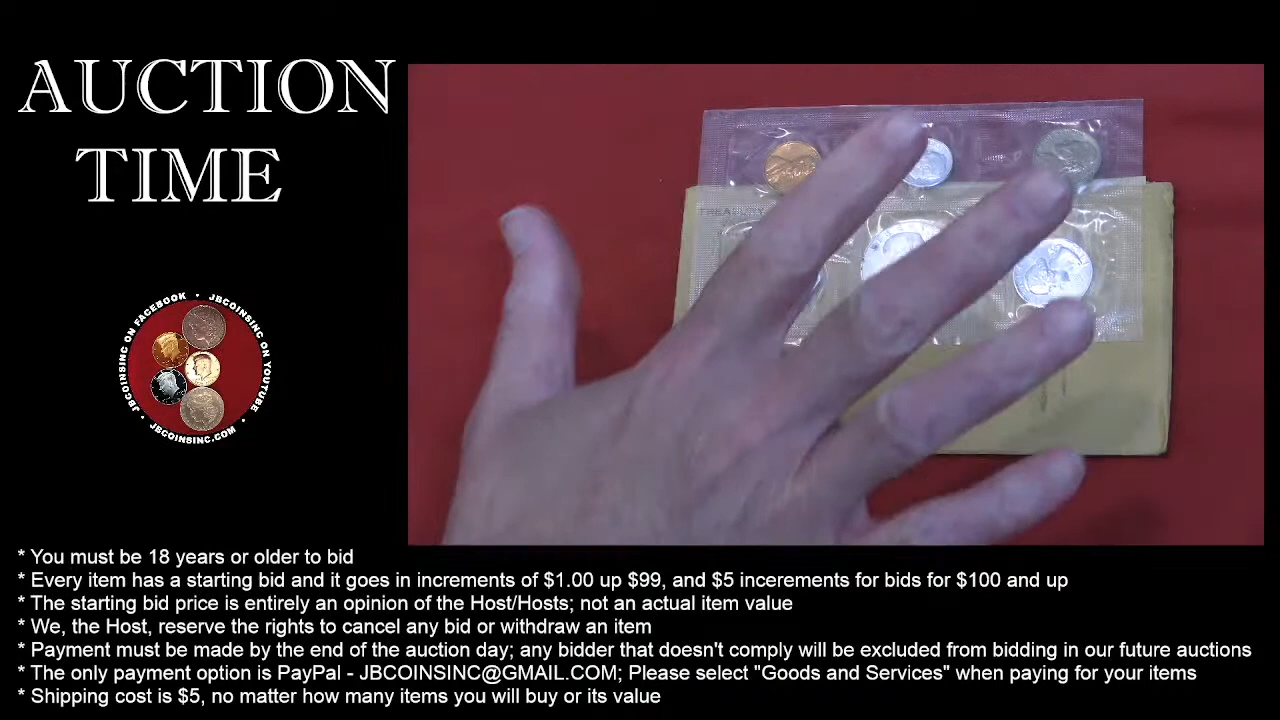 AUCTION
TIME
JBCOINSINC ON FACEBOOK • JBCOINSINC ON YOUTUBE • JBCOINSINC.COM •
* You must be 18 years or older to bid
* Every item has a starting bid and it goes in increments of $1.00 up $99, and $5 incerements for bids for $100 and up
* The starting bid price is entirely an opinion of the Host/Hosts; not an actual item value
* We, the Host, reserve the rights to cancel any bid or withdraw an item
* Payment must be made by the end of the auction day; any bidder that doesn't comply will be excluded from bidding in our future auctions
* The only payment option is PayPal - JBCOINSINC@GMAIL.COM; Please select "Goods and Services" when paying for your items
* Shipping cost is $5, no matter how many items you will buy or its value